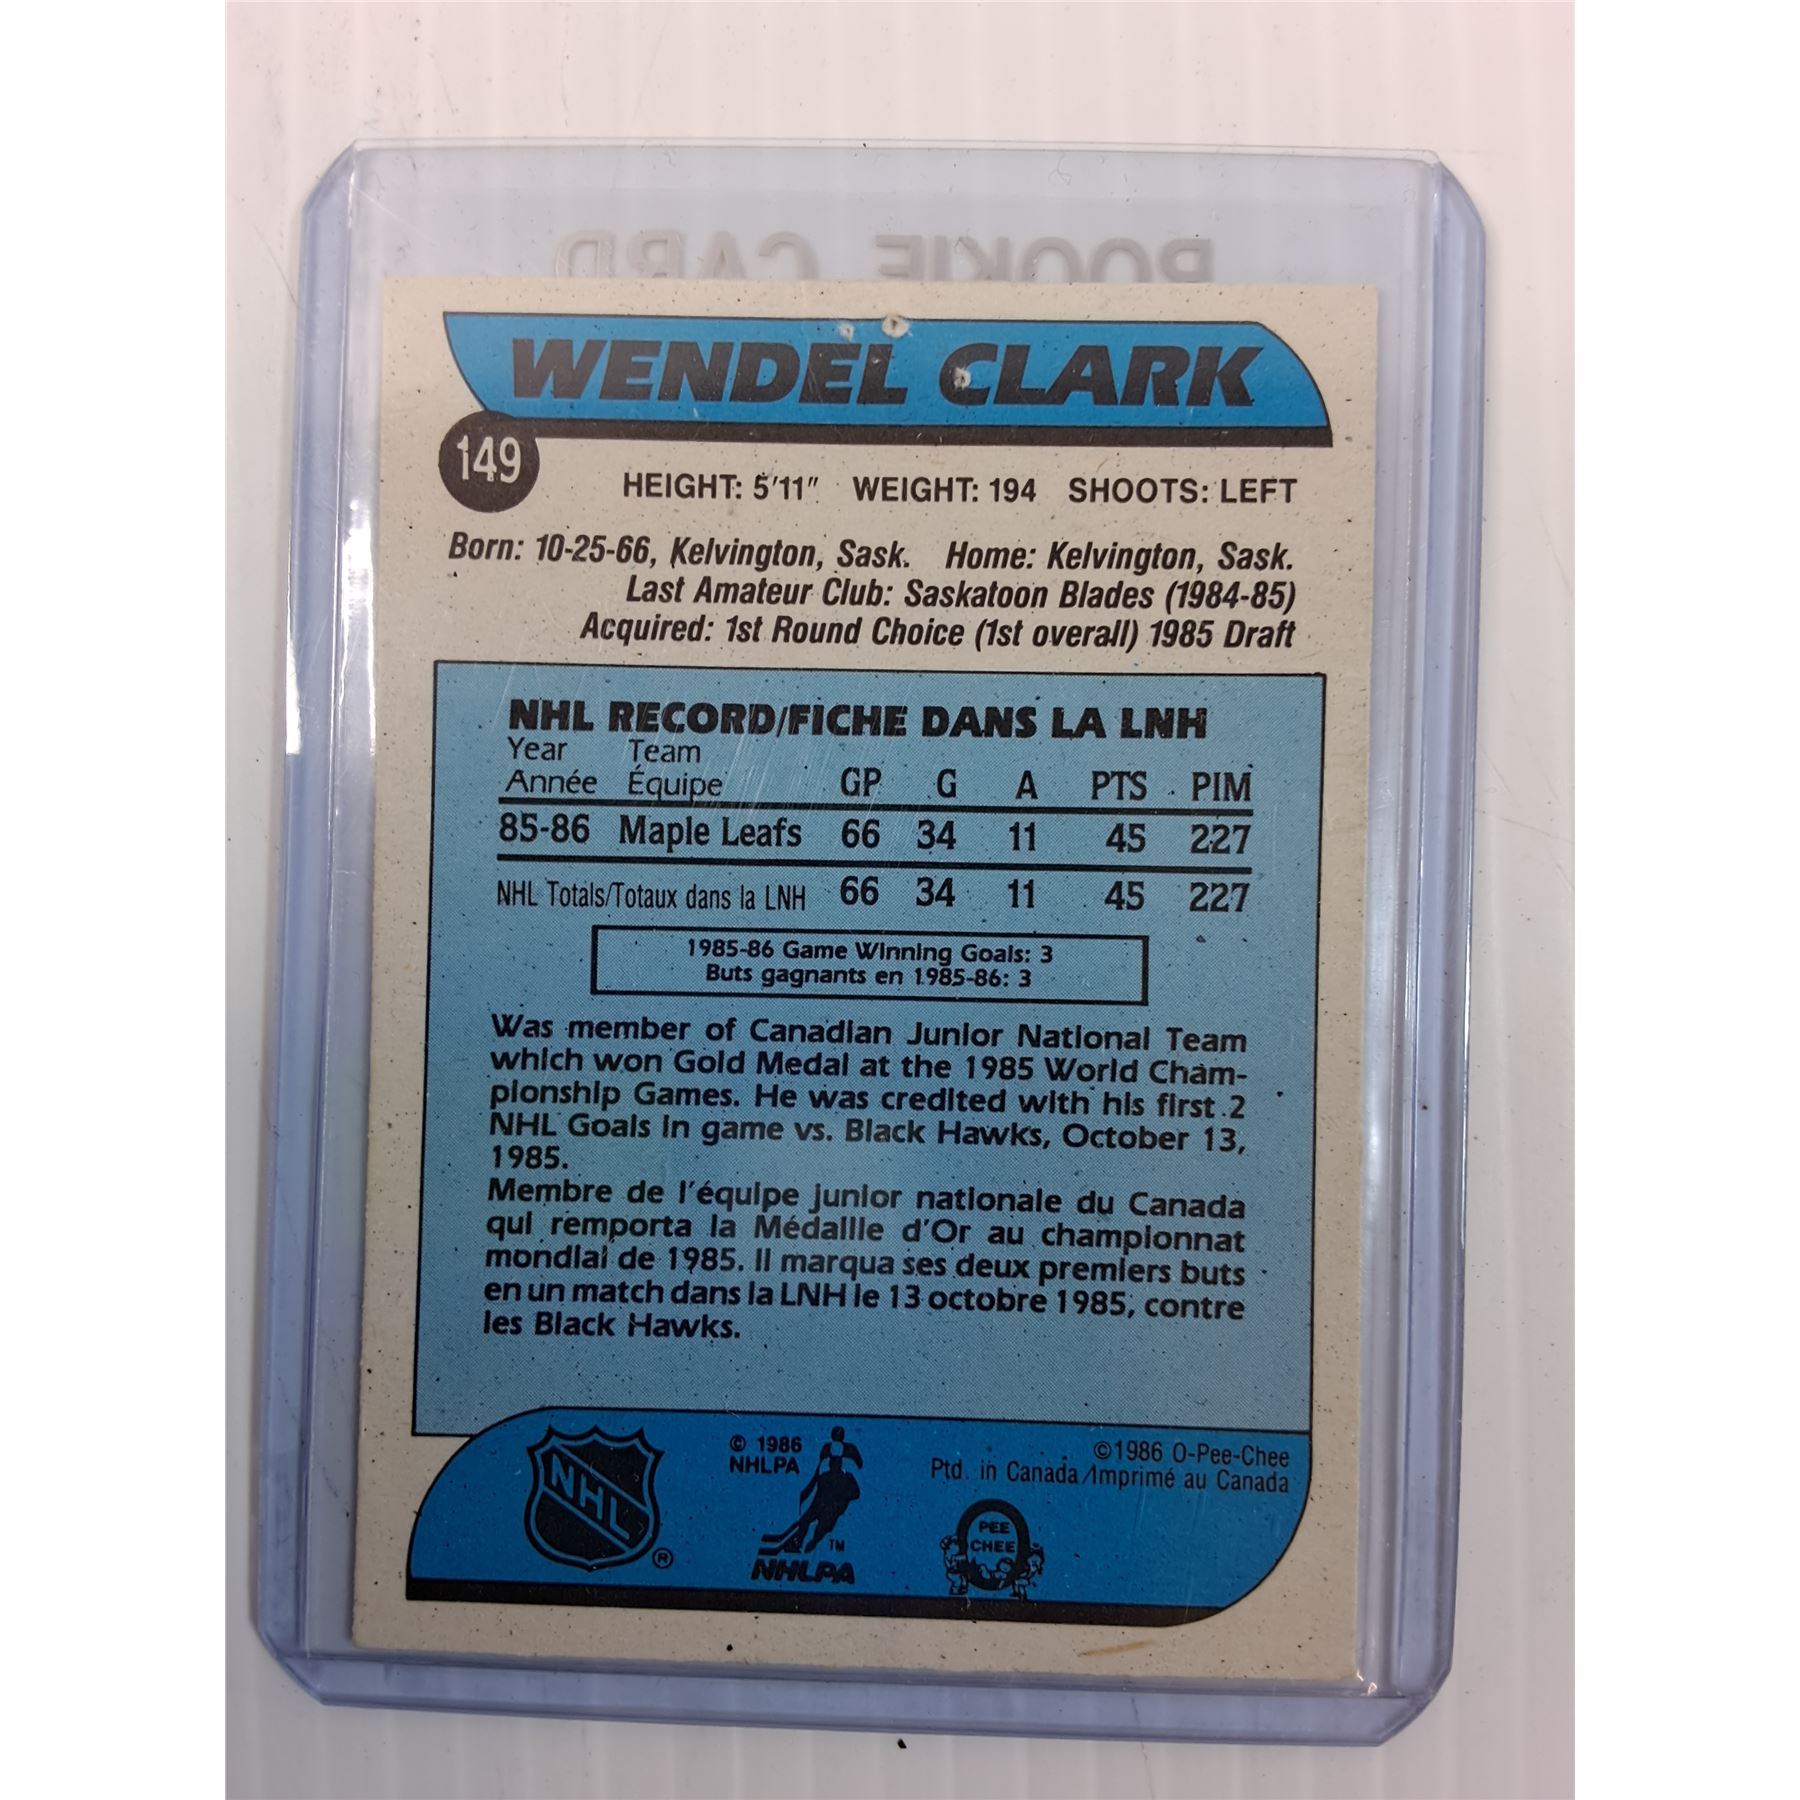 ROOKIE CARD
WENDEL CLARK
149
HEIGHT: 5'11" WEIGHT: 194 SHOOTS: LEFT
Born: 10-25-66, Kelvington, Sask. Home: Kelvington, Sask.
Last Amateur Club: Saskatoon Blades (1984-85)
Acquired: 1st Round Choice (1st overall) 1985 Draft
NHL RECORD/FICHE DANS LA LNH
Year Team
Année Équipe GP G A PTS PIM
85-86 Maple Leafs 66 34 11 45 227
NHL Totals/Totaux dans la LNH 66 34 11 45 227
1985-86 Game Winning Goals: 3
Buts gagnants en 1985-86: 3
Was member of Canadian Junior National Team
which won Gold Medal at the 1985 World Cham-
pionship Games. He was credited with his first 2
NHL Goals in game vs. Black Hawks, October 13,
1985.
Membre de l'équipe junior nationale du Canada
qui remporta la Médaille d'Or au championnat
mondial de 1985. Il marqua ses deux premiers buts
en un match dans la LNH le 13 octobre 1985, contre
les Black Hawks.
NHL ®
© 1986
NHLPA
TM
NHLPA
©1986 O-Pee-Chee
Ptd. in Canada/Imprimé au Canada
PEE
CHEE